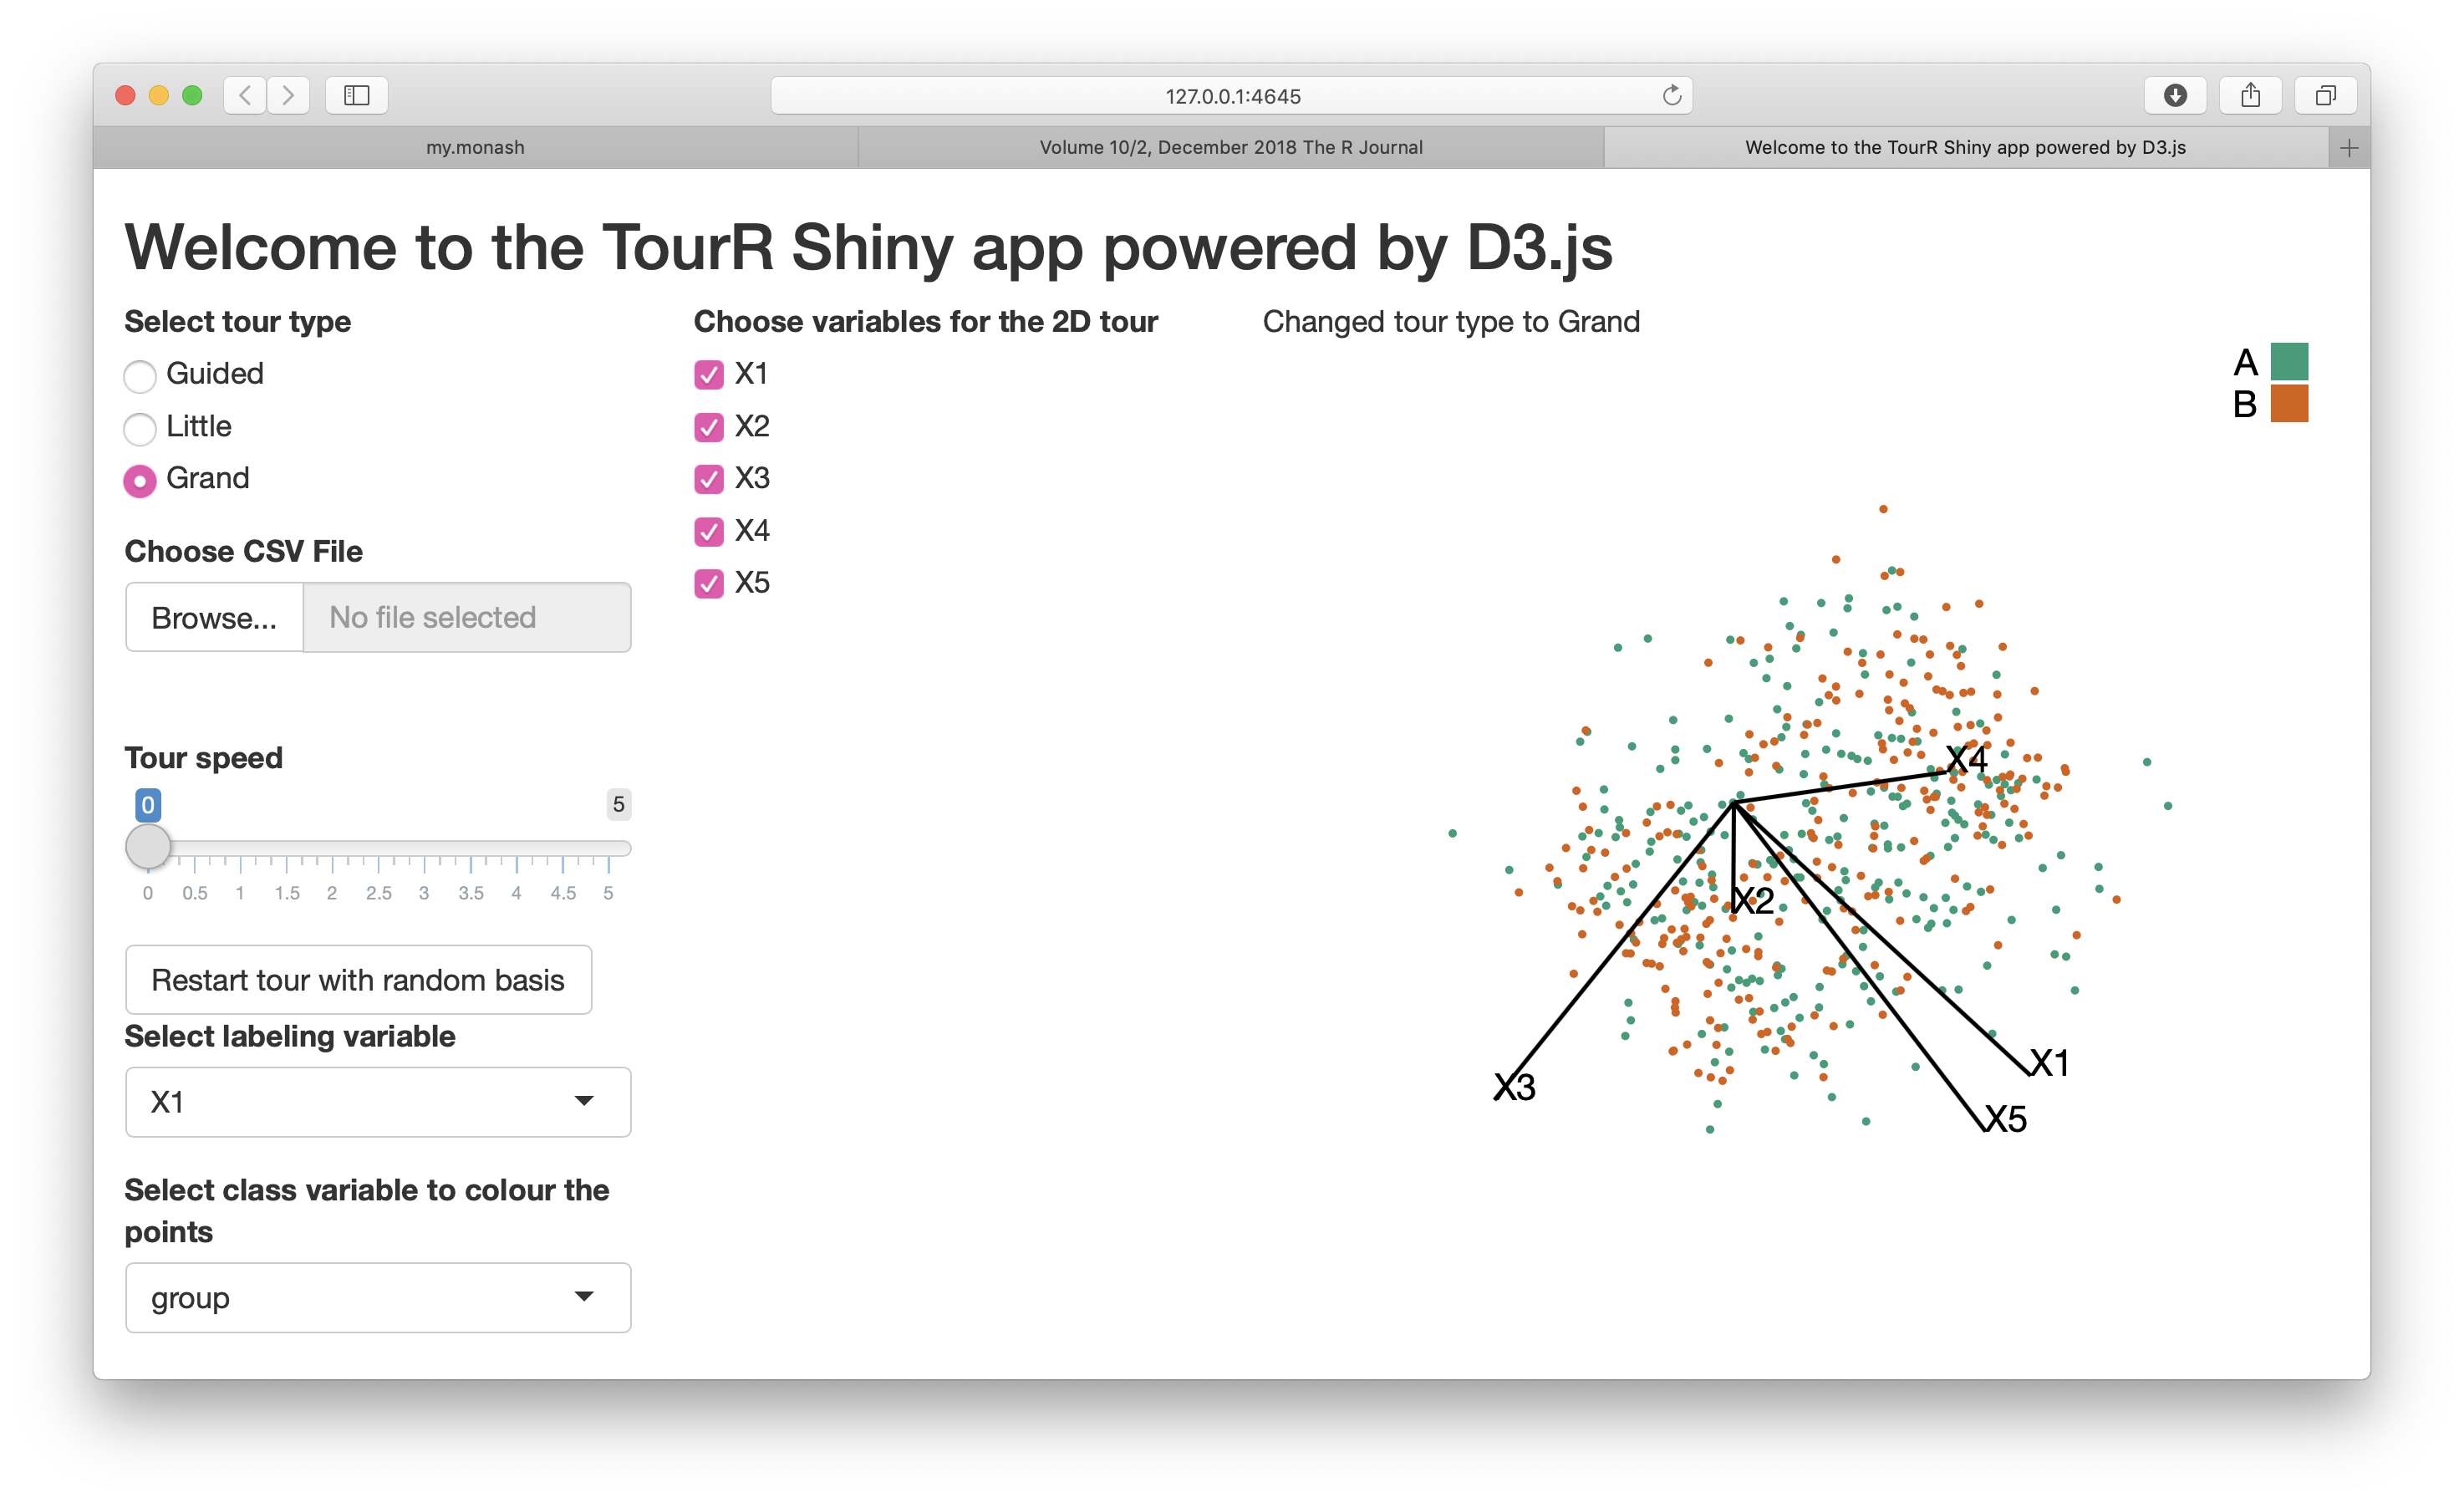 127.0.0.1:4645
my.monash
Volume 10/2, December 2018 The R Journal
Welcome to the TourR Shiny app powered by D3.js
Welcome to the TourR Shiny app powered by D3.js
Select tour type
Guided
Little
Grand
Choose CSV File
Browse...
No file selected
Tour speed
0
5
0 0.5 1 1.5 2 2.5 3 3.5 4 4.5 5
Restart tour with random basis
Select labeling variable
X1
Select class variable to colour the
points
group
Choose variables for the 2D tour
X1
X2
X3
X4
X5
Changed tour type to Grand
A
B
X4
X2
X1
X3
X5